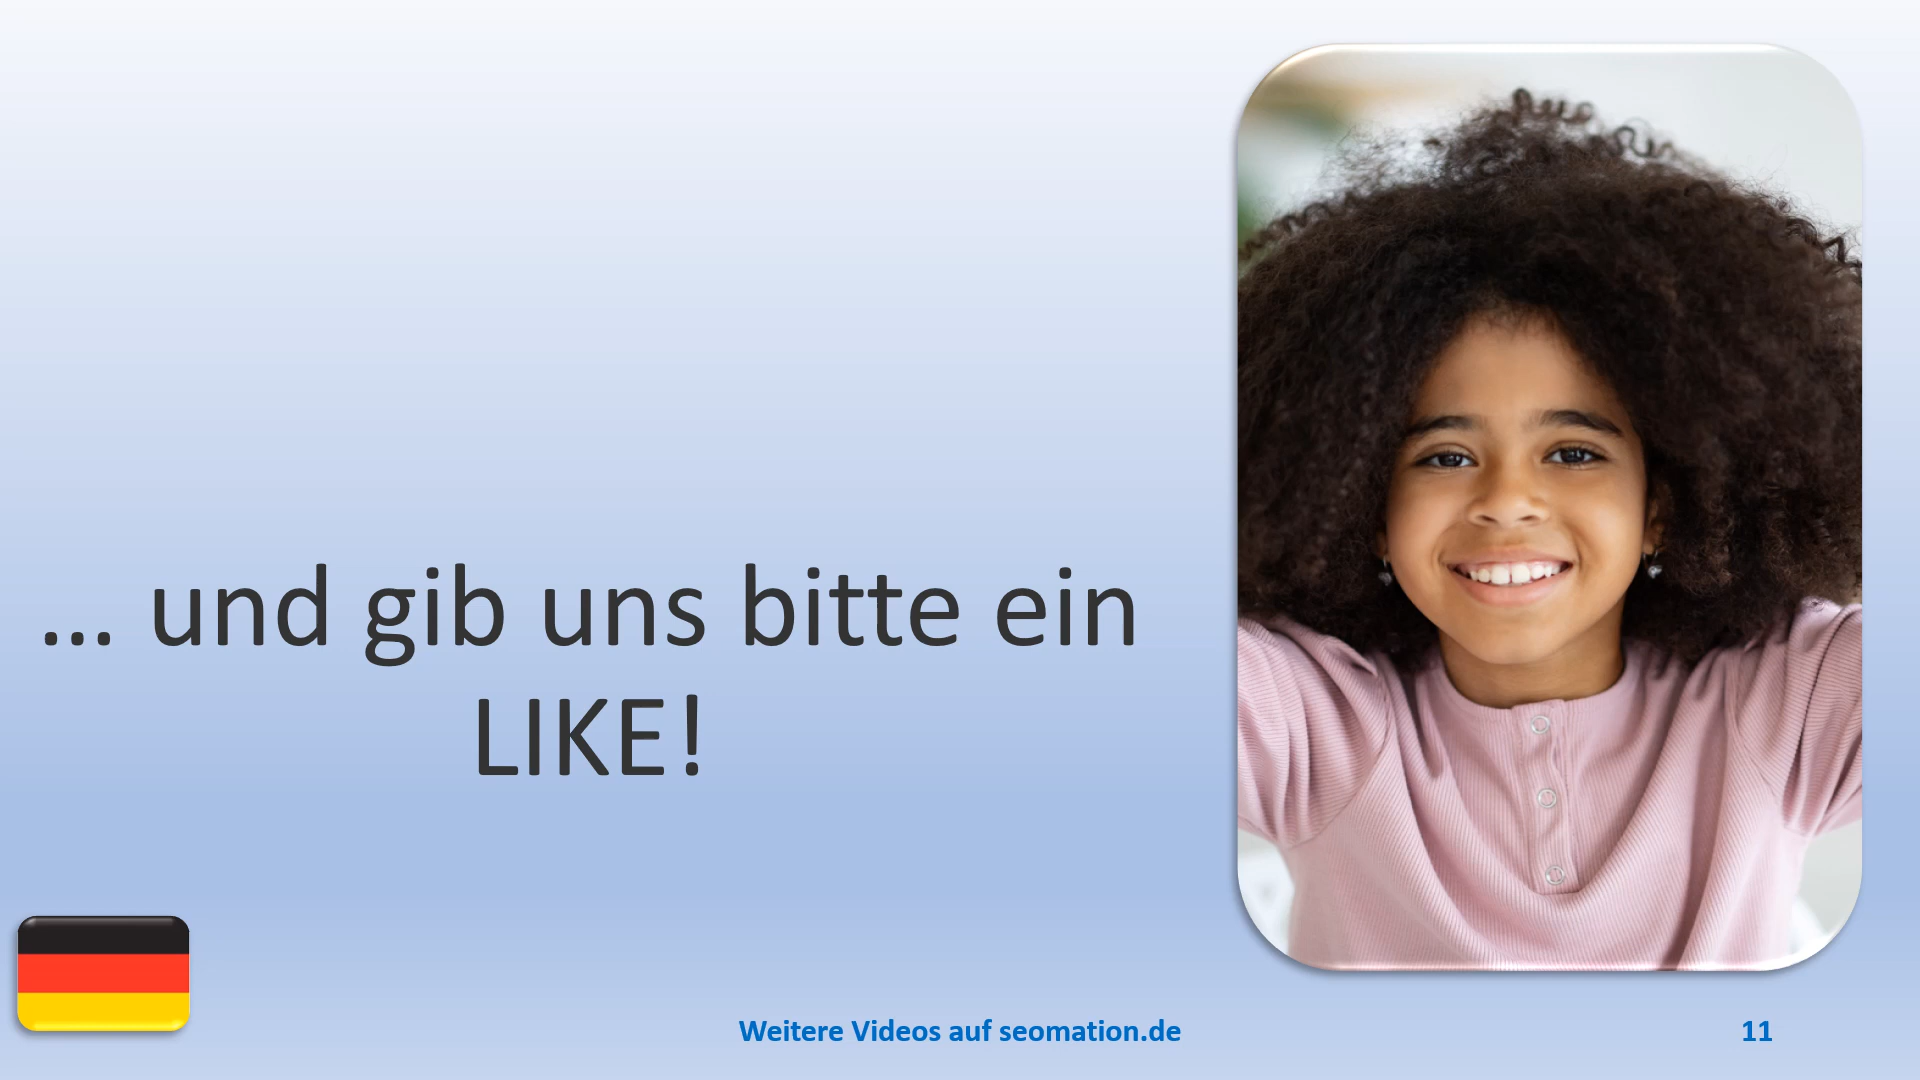 ... und gib uns bitte ein
LIKE!
Weitere Videos auf seomation.de
11